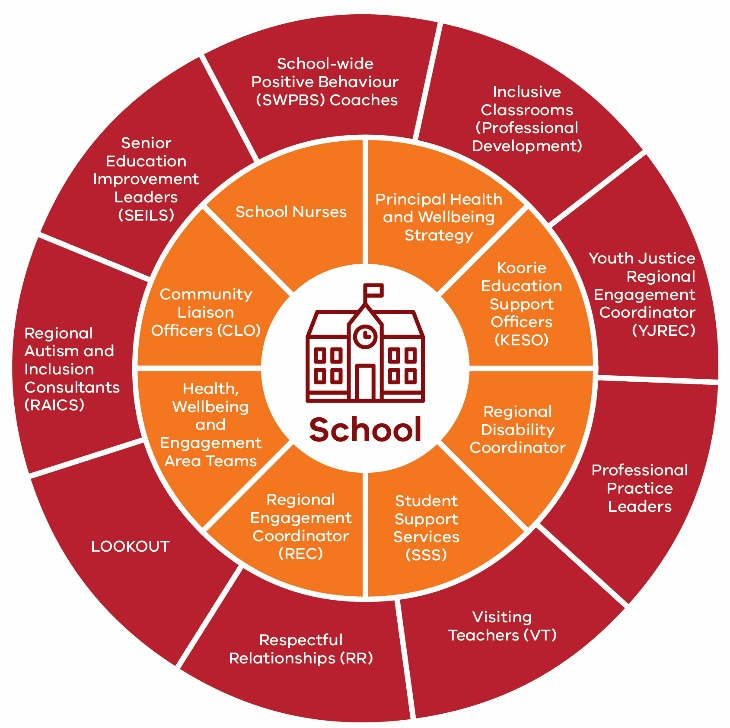 School-wide
Positive Behaviour
(SWPBS) Coaches
Inclusive
Classrooms
(Professional
Development)
Youth Justice
Regional
Engagement
Coordinator
(YJREC)
Professional
Practice
Leaders
Visiting
Teachers (VT)
Respectful
Relationships (RR)
LOOKOUT
Regional
Autism and
Inclusion
Consultants
(RAICS)
Senior
Education
Improvement
Leaders
(SEILS)
School Nurses
Principal Health
and Wellbeing
Strategy
Koorie
Education
Support
Officers
(KESO)
Regional
Disability
Coordinator
Student
Support
Services
(SSS)
Regional
Engagement
Coordinator
(REC)
Health,
Wellbeing
and
Engagement
Area Teams
Community
Liaison
Officers (CLO)
School